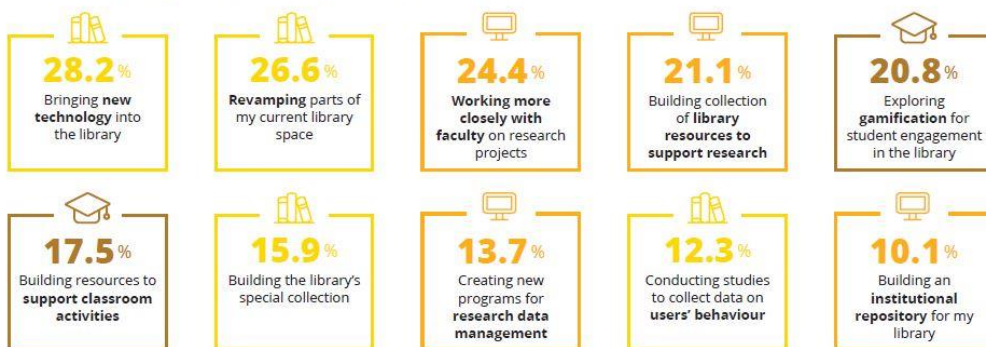 28.2%
Bringing new
technology into
the library
26.6%
Revamping parts of
my current library
space
24.4%
Working more
closely with
faculty on research
projects
21.1%
Building collection
of library
resources to
support research
20.8%
Exploring
gamification for
student engagement
in the library
17.5%
Building resources to
support classroom
activities
15.9%
Building the library's
special collection
13.7%
Creating new
programs for
research data
management
12.3%
Conducting studies
to collect data on
users' behaviour
10.1%
Building an
institutional
repository for my
library